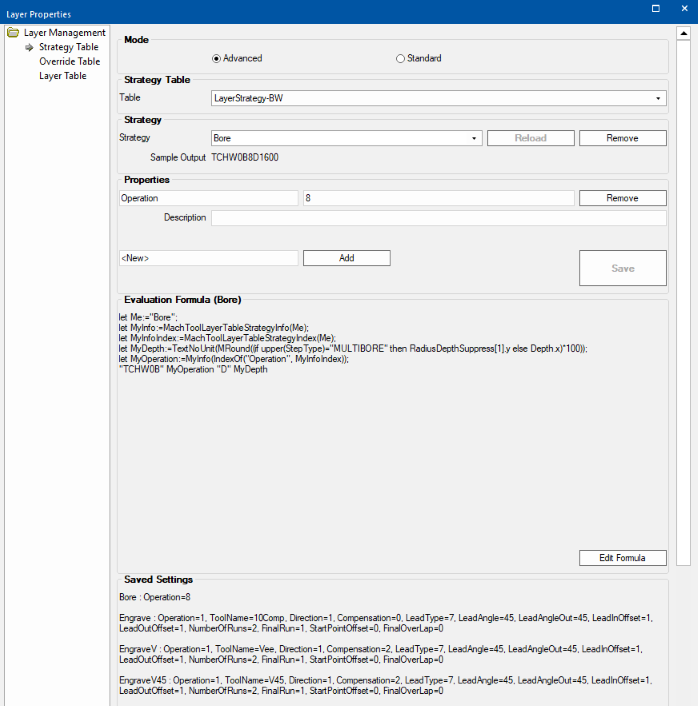 Layer Properties
Layer Management
Strategy Table
Override Table
Layer Table
Mode
Advanced Standard
Strategy Table
Table LayerStrategy-BW
Strategy
Strategy Bore Reload Remove
Sample Output TCHW0B8D1600
Properties
Operation 8 Remove
Description
<New> Add Save
Evaluation Formula (Bore)
let Me:="Bore";
let MyInfo:=MachToolLayerTableStrategyInfo(Me);
let MyInfoIndex:=MachToolLayerTableStrategyIndex(Me);
let MyDepth:=TextNoUnit(MRound((if upper(StepType)="MULTIBORE" then RadiusDepthSuppress[1].y else Depth.x)*100));
let MyOperation:=MyInfo(IndexOf("Operation", MyInfoIndex));
"TCHW0B" MyOperation "D" MyDepth
Edit Formula
Saved Settings
Bore : Operation=8
Engrave : Operation=1, ToolName=10Comp, Direction=1, Compensation=0, LeadType=7, LeadAngle=45, LeadAngleOut=45, LeadInOffset=1,
LeadOutOffset=1, NumberOfRuns=2, FinalRun=1, StartPointOffset=0, FinalOverLap=0
EngraveV : Operation=1, ToolName=Vee, Direction=1, Compensation=2, LeadType=7, LeadAngle=45, LeadAngleOut=45, LeadInOffset=1,
LeadOutOffset=1, NumberOfRuns=2, FinalRun=1, StartPointOffset=0, FinalOverLap=0
EngraveV45 : Operation=1, ToolName=V45, Direction=1, Compensation=2, LeadType=7, LeadAngle=45, LeadAngleOut=45, LeadInOffset=1,
LeadOutOffset=1, NumberOfRuns=2, FinalRun=1, StartPointOffset=0, FinalOverLap=0